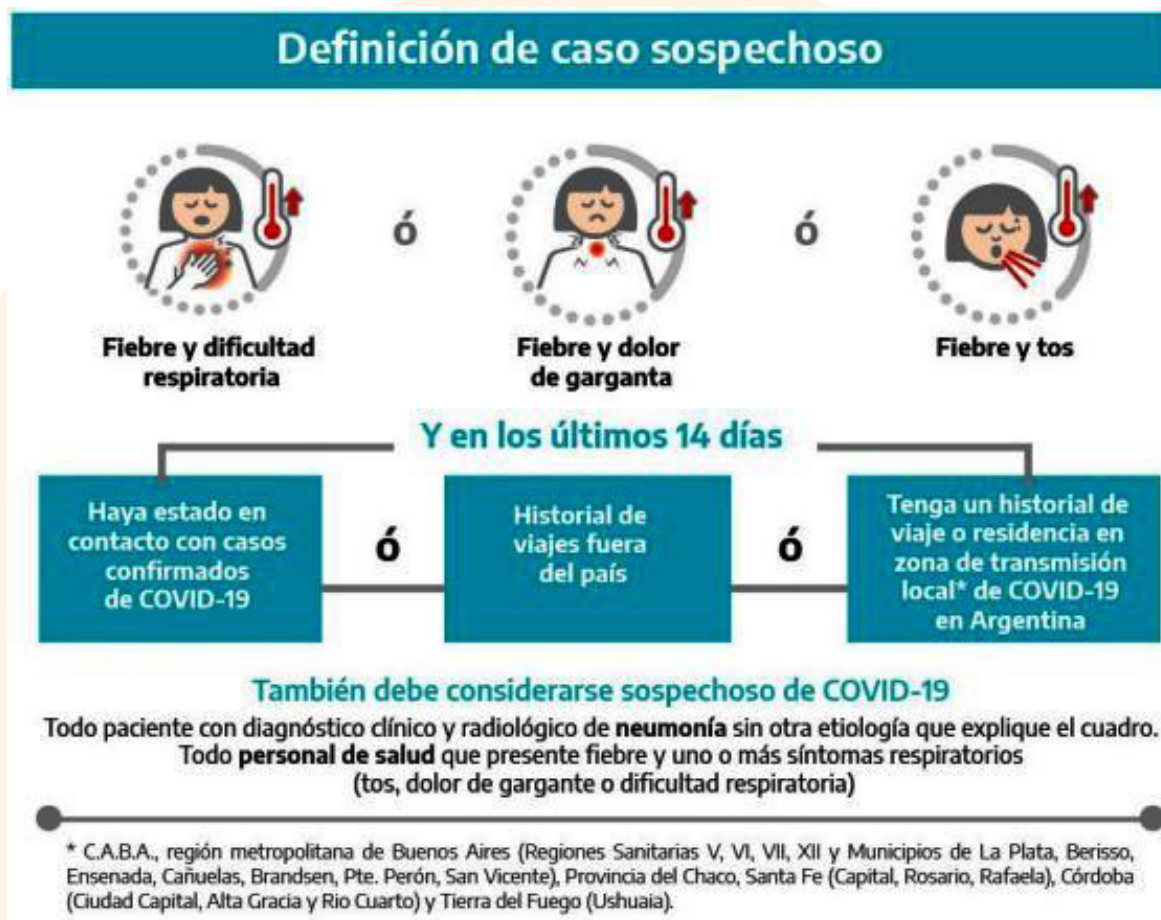 Definición de caso sospechoso
ó
ó
Fiebre y dificultad
respiratoria
Fiebre y dolor
de garganta
Fiebre y tos
Y en los últimos 14 días
Haya estado en
contacto con casos
confirmados
de COVID-19
ó
Historial de
viajes fuera
del país
ó
Tenga un historial de
viaje o residencia en
zona de transmisión
local* de COVID-19
en Argentina
También debe considerarse sospechoso de COVID-19
Todo paciente con diagnóstico clínico y radiológico de neumonía sin otra etiología que explique el cuadro.
Todo personal de salud que presente fiebre y uno o más síntomas respiratorios
(tos, dolor de gargante o dificultad respiratoria)
* C.A.B.A., región metropolitana de Buenos Aires (Regiones Sanitarias V, VI, VII, XII y Municipios de La Plata, Berisso,
Ensenada, Cañuelas, Brandsen, Pte. Perón, San Vicente), Provincia del Chaco, Santa Fe (Capital, Rosario, Rafaela), Córdoba
(Ciudad Capital, Alta Gracia y Rio Cuarto) y Tierra del Fuego (Ushuaia).